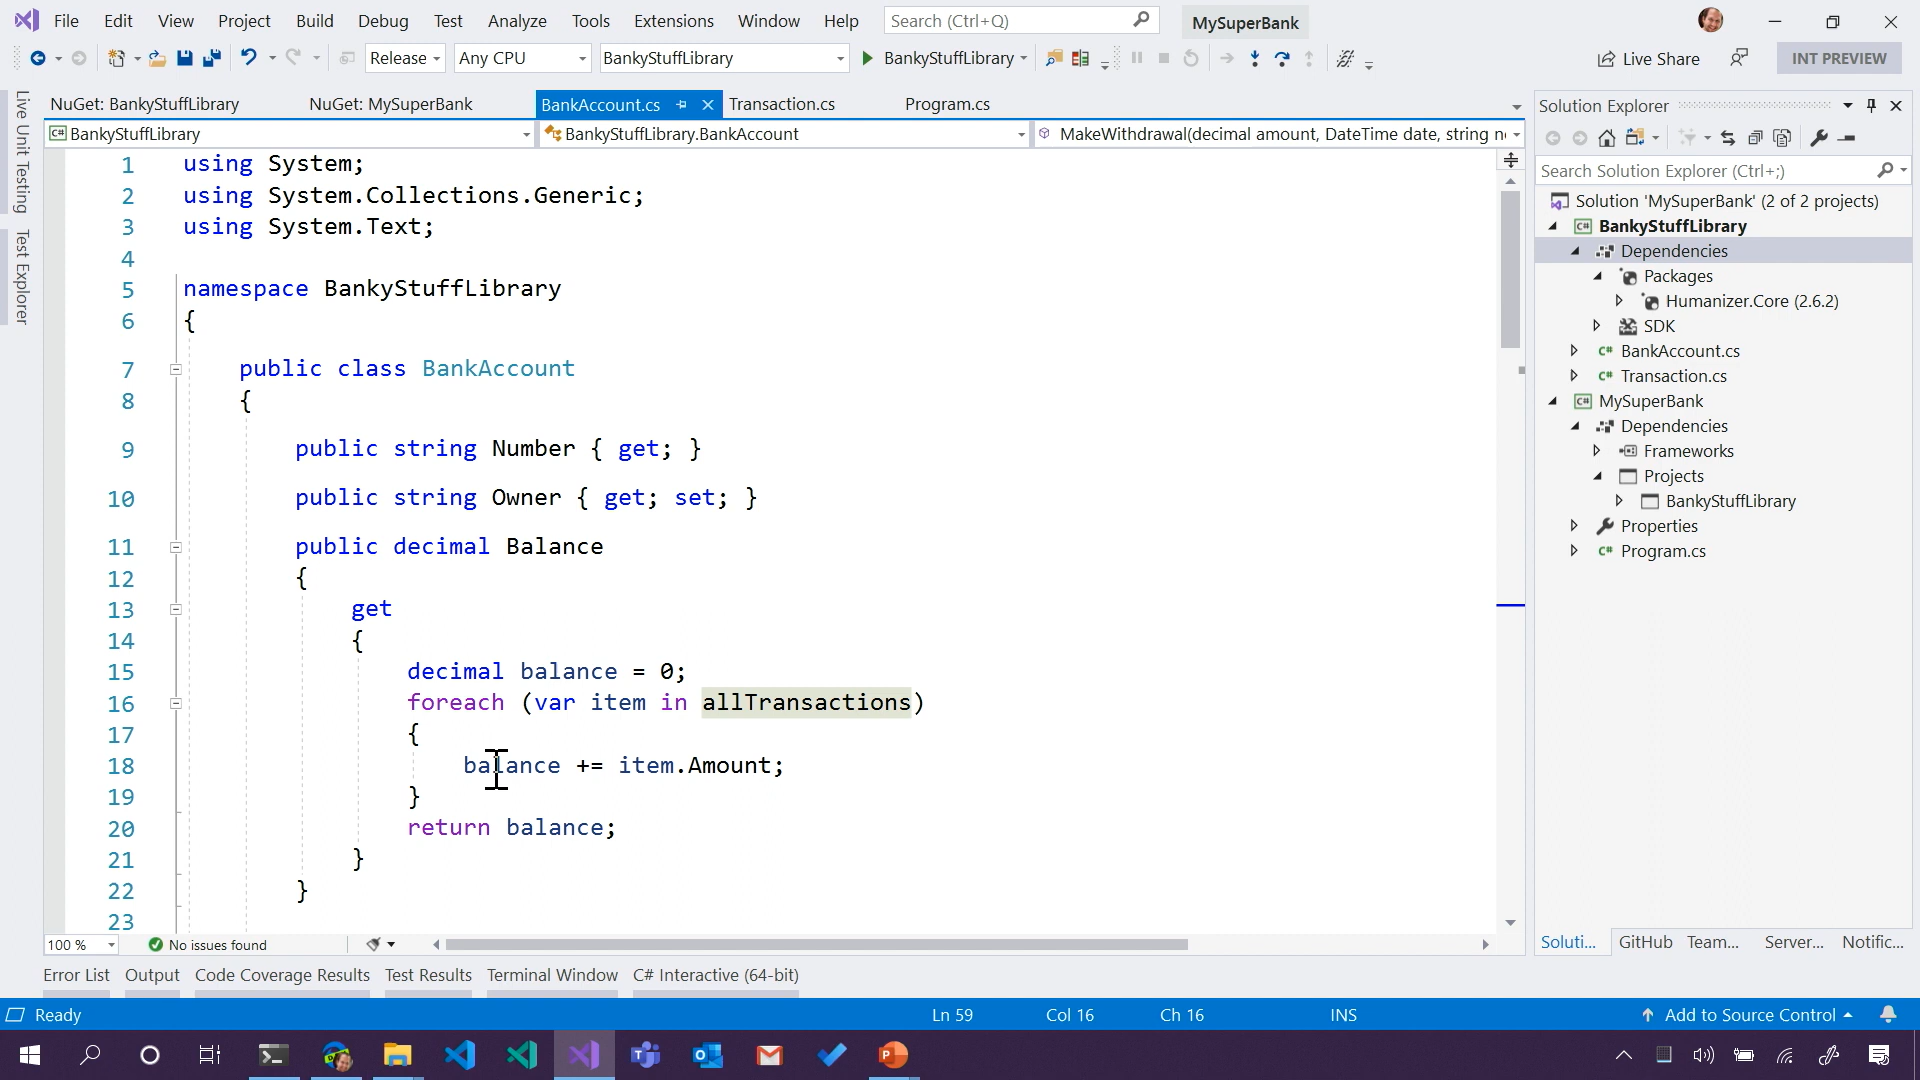 File Edit View Project Build Debug Test Analyze Tools Extensions Window Help Search (Ctrl+Q) MySuperBank
Release Any CPU BankyStuffLibrary BankyStuffLibrary Live Share INT PREVIEW
Live Unit Testing
Test Explorer
NuGet: BankyStuffLibrary NuGet: MySuperBank BankAccount.cs Transaction.cs Program.cs
BankyStuffLibrary BankyStuffLibrary.BankAccount MakeWithdrawal(decimal amount, DateTime date, string n
1 using System;
2 using System.Collections.Generic;
3 using System.Text;
4
5 namespace BankyStuffLibrary
6 {
7 public class BankAccount
8 {
9 public string Number { get; }
10 public string Owner { get; set; }
11 public decimal Balance
12 {
13 get
14 {
15 decimal balance = 0;
16 foreach (var item in allTransactions)
17 {
18 balance += item.Amount;
19 }
20 return balance;
21 }
22 }
23
100 % No issues found
Solution Explorer
Search Solution Explorer (Ctrl+;)
Solution 'MySuperBank' (2 of 2 projects)
C# BankyStuffLibrary
Dependencies
Packages
Humanizer.Core (2.6.2)
SDK
C# BankAccount.cs
C# Transaction.cs
C# MySuperBank
Dependencies
Frameworks
Projects
BankyStuffLibrary
Properties
C# Program.cs
Soluti... GitHub Team... Server... Notific...
Error List Output Code Coverage Results Test Results Terminal Window C# Interactive (64-bit)
Ready Ln 59 Col 16 Ch 16 INS Add to Source Control